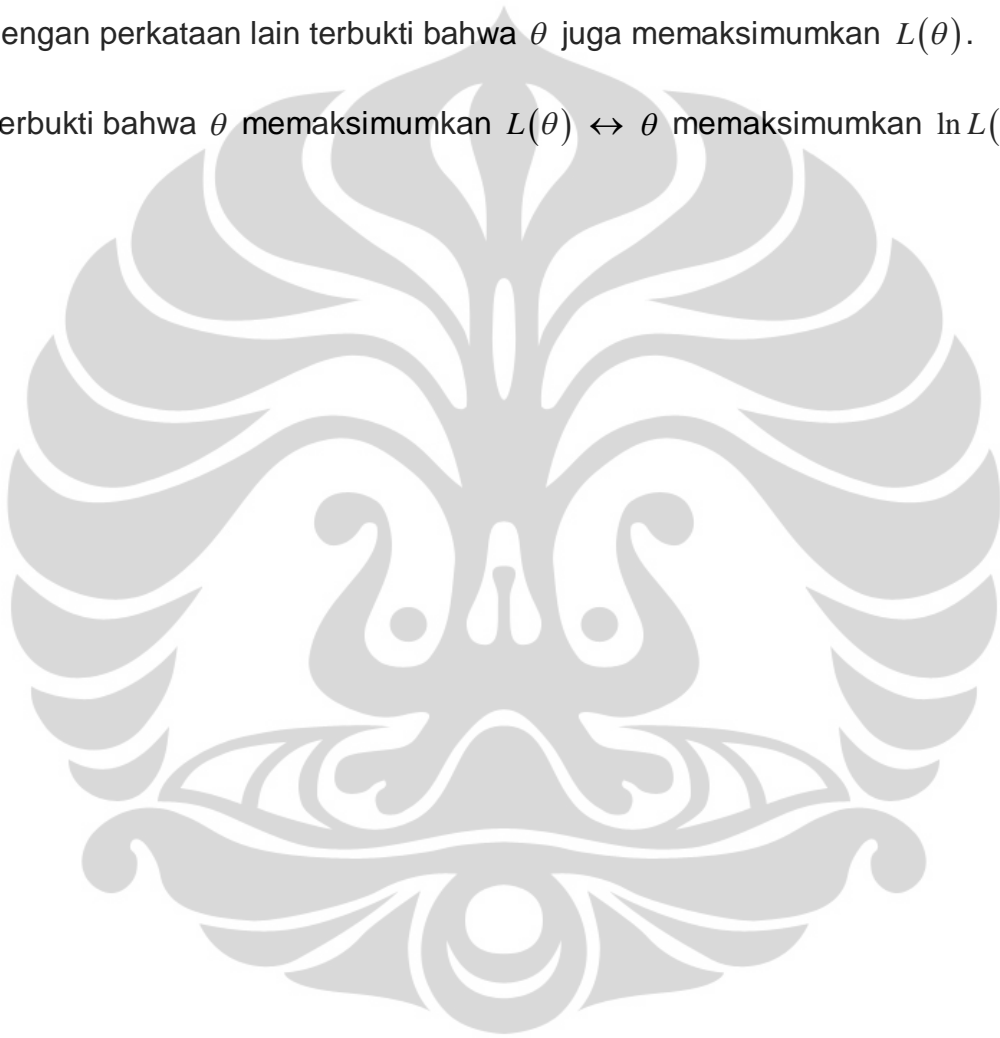 engan perkataan lain terbukti bahwa θ juga memaksimumkan L(θ).
erbukti bahwa θ memaksimumkan L(θ) ↔ θ memaksimumkan ln L(